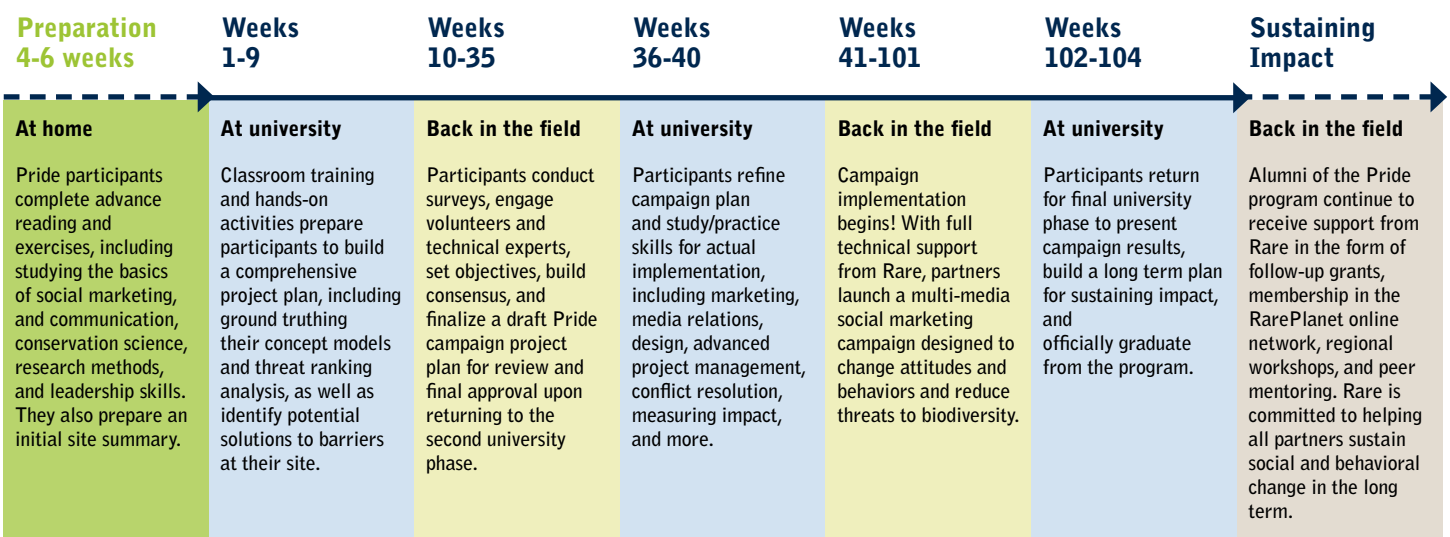 Preparation
4-6 weeks
Weeks
1-9
Weeks
10-35
Weeks
36-40
Weeks
41-101
Weeks
102-104
Sustaining
Impact
At home
Pride participants
complete advance
reading and
exercises, including
studying the basics
of social marketing,
and communication,
conservation science,
research methods,
and leadership skills.
They also prepare an
initial site summary.
At university
Classroom training
and hands-on
activities prepare
participants to build
a comprehensive
project plan, including
ground truthing
their concept models
and threat ranking
analysis, as well as
identify potential
solutions to barriers
at their site.
Back in the field
Participants conduct
surveys, engage
volunteers and
technical experts,
set objectives, build
consensus, and
finalize a draft Pride
campaign project
plan for review and
final approval upon
returning to the
second university
phase.
At university
Participants refine
campaign plan
and study/practice
skills for actual
implementation,
including marketing,
media relations,
design, advanced
project management,
conflict resolution,
measuring impact,
and more.
Back in the field
Campaign
implementation
begins! With full
technical support
from Rare, partners
launch a multi-media
social marketing
campaign designed to
change attitudes and
behaviors and reduce
threats to biodiversity.
At university
Participants return
for final university
phase to present
campaign results,
build a long term plan
for sustaining impact,
and
officially graduate
from the program.
Back in the field
Alumni of the Pride
program continue to
receive support from
Rare in the form of
follow-up grants,
membership in the
RarePlanet online
network, regional
workshops, and peer
mentoring. Rare is
committed to helping
all partners sustain
social and behavioral
change in the long
term.